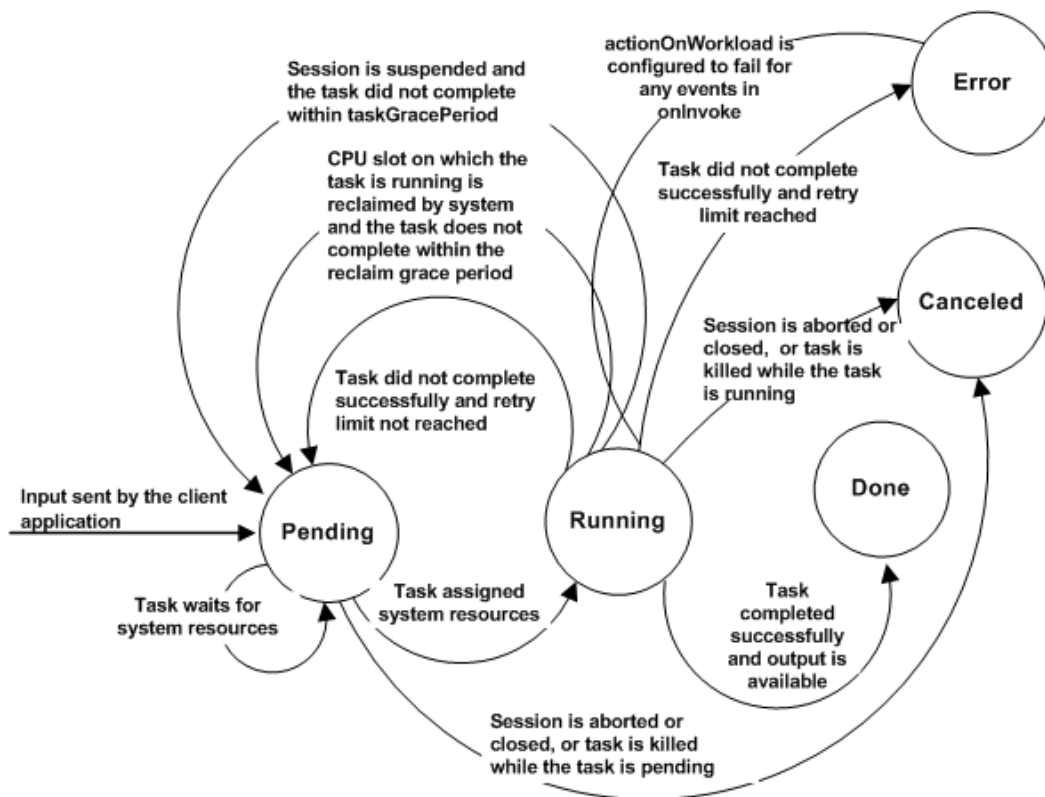 Session is suspended and
the task did not complete
within taskGracePeriod
actionOnWorkload is
configured to fail for
any events in
onInvoke
Error
CPU slot on which the
task is running is
reclaimed by system
and the task does not
complete within the
reclaim grace period
Task did not complete
successfully and retry
limit reached
Canceled
Session is aborted or
closed, or task is
killed while the task
is running
Task did not complete
successfully and retry
limit not reached
Done
Input sent by the client
application
Pending
Running
Task waits for
system resources
Task assigned
system resources
Task
completed
successfully
and output is
available
Session is aborted or
closed, or task is killed
while the task is pending